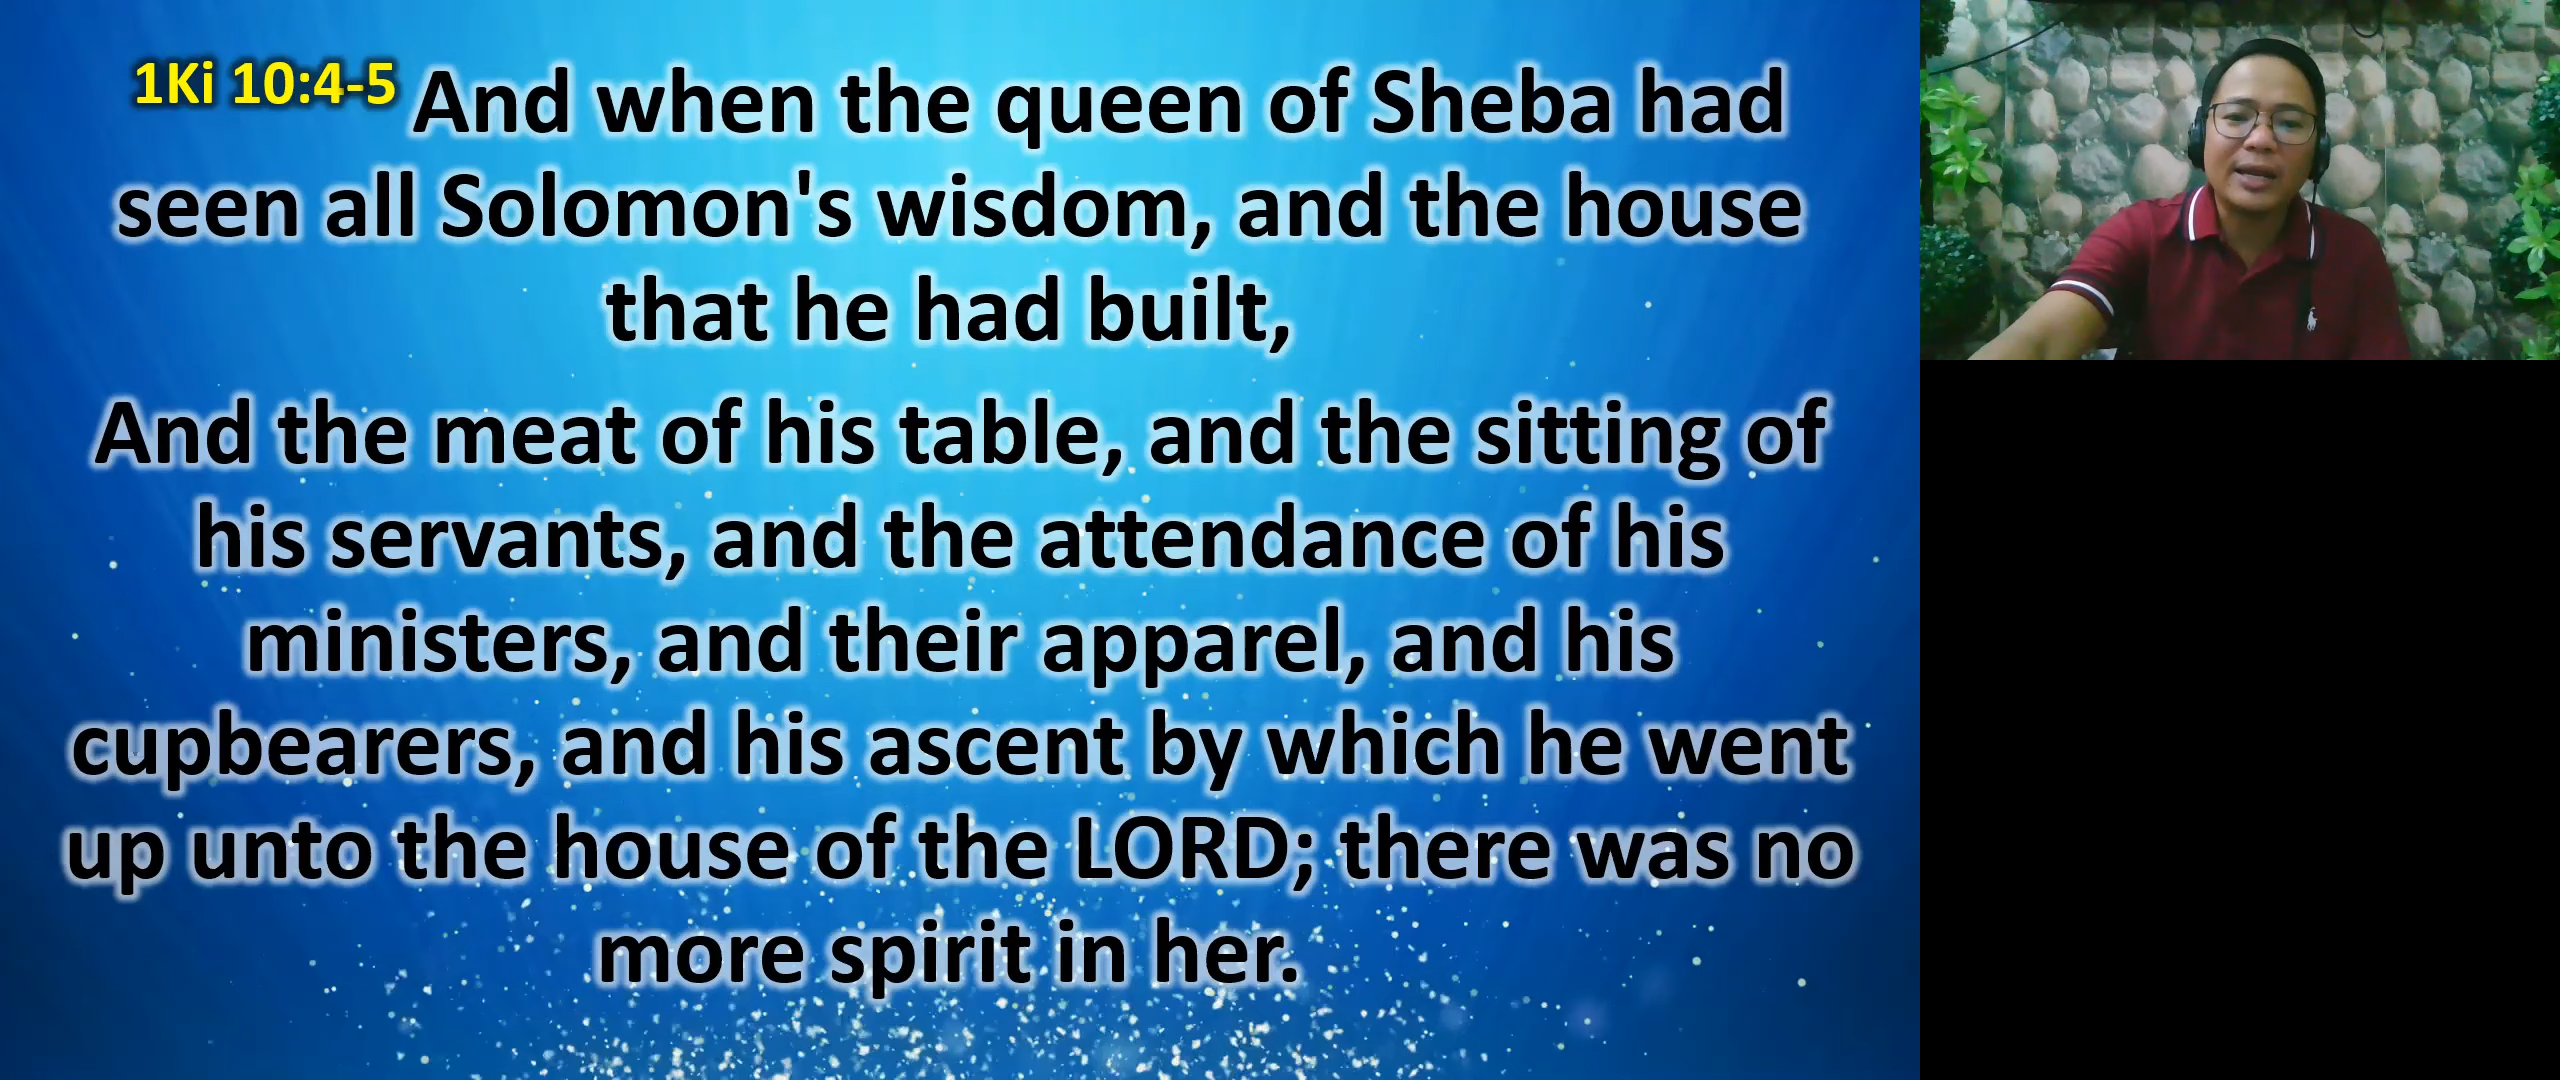 1Ki 10:4-5 And when the queen of Sheba had
seen all Solomon's wisdom, and the house
that he had built,
And the meat of his table, and the sitting of
his servants, and the attendance of his
ministers, and their apparel, and his
cupbearers, and his ascent by which he went
up unto the house of the LORD; there was no
more spirit in her.